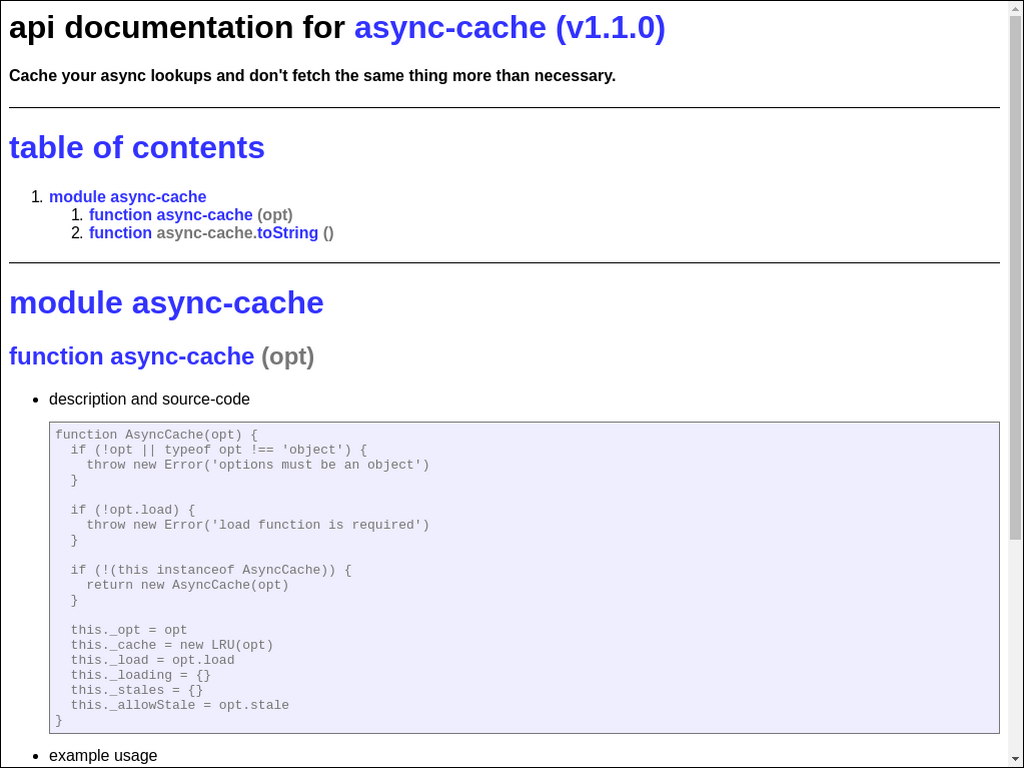 api documentation for async-cache (v1.1.0)
Cache your async lookups and don't fetch the same thing more than necessary.
table of contents
1. module async-cache
1. function async-cache (opt)
2. function async-cache.toString ()
module async-cache
function async-cache (opt)
• description and source-code
function AsyncCache(opt) {
  if (!opt || typeof opt !== 'object') {
    throw new Error('options must be an object')
  }

  if (!opt.load) {
    throw new Error('load function is required')
  }

  if (!(this instanceof AsyncCache)) {
    return new AsyncCache(opt)
  }

  this._opt = opt
  this._cache = new LRU(opt)
  this._load = opt.load
  this._loading = {}
  this._stales = {}
  this._allowStale = opt.stale
}
• example usage